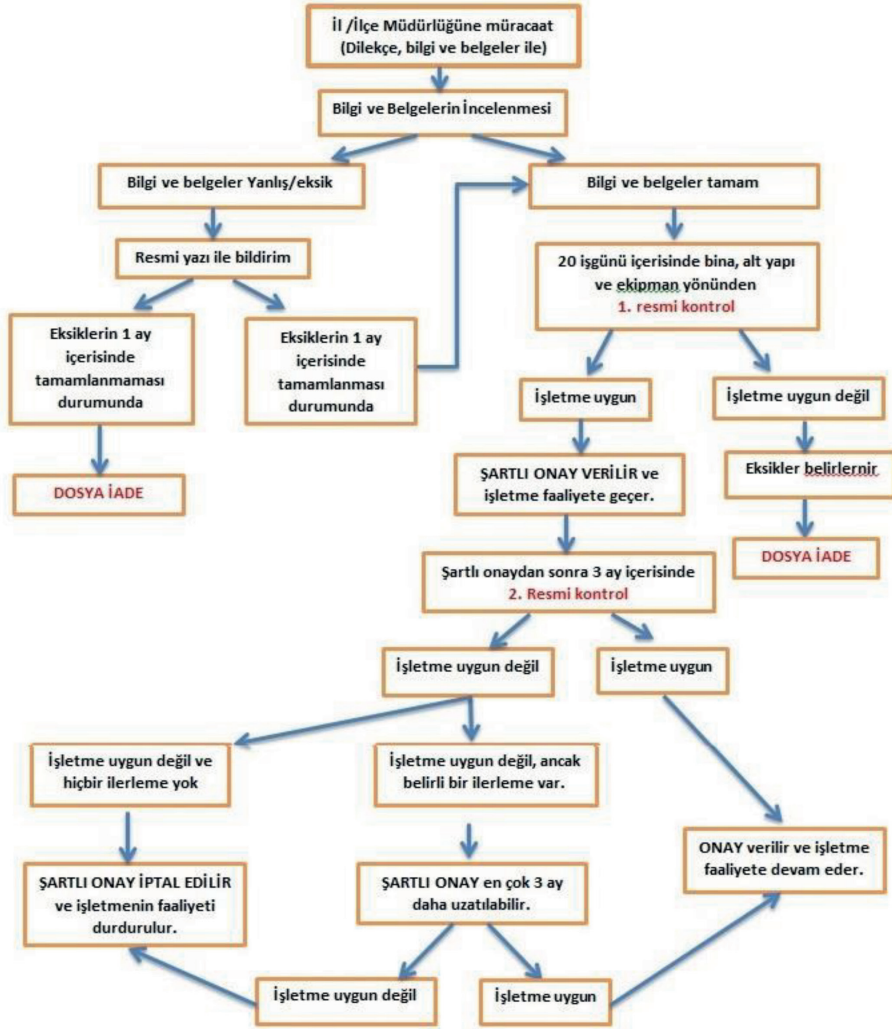 İl /İlçe Müdürlüğüne müracaat
(Dilekçe, bilgi ve belgeler ile)
Bilgi ve Belgelerin İncelenmesi
Bilgi ve belgeler Yanlış/eksik
Bilgi ve belgeler tamam
Resmi yazı ile bildirim
20 işgünü içerisinde bina, alt yapı
ve ekipman yönünden
1. resmi kontrol
Eksiklerin 1 ay
içerisinde
tamamlanmaması
durumunda
Eksiklerin 1 ay
içerisinde
tamamlanması
durumunda
İşletme uygun
İşletme uygun değil
DOSYA İADE
ŞARTLI ONAY VERİLİR ve
işletme faaliyete geçer.
Eksikler belirlernir
DOSYA İADE
Şartlı onaydan sonra 3 ay içerisinde
2. Resmi kontrol
İşletme uygun değil
İşletme uygun
İşletme uygun değil ve
hiçbir ilerleme yok
İşletme uygun değil, ancak
belirli bir ilerleme var.
ONAY verilir ve işletme
faaliyete devam eder.
ŞARTLI ONAY İPTAL EDİLİR
ve işletmenin faaliyeti
durdurulur.
ŞARTLI ONAY en çok 3 ay
daha uzatılabilir.
İşletme uygun değil
İşletme uygun